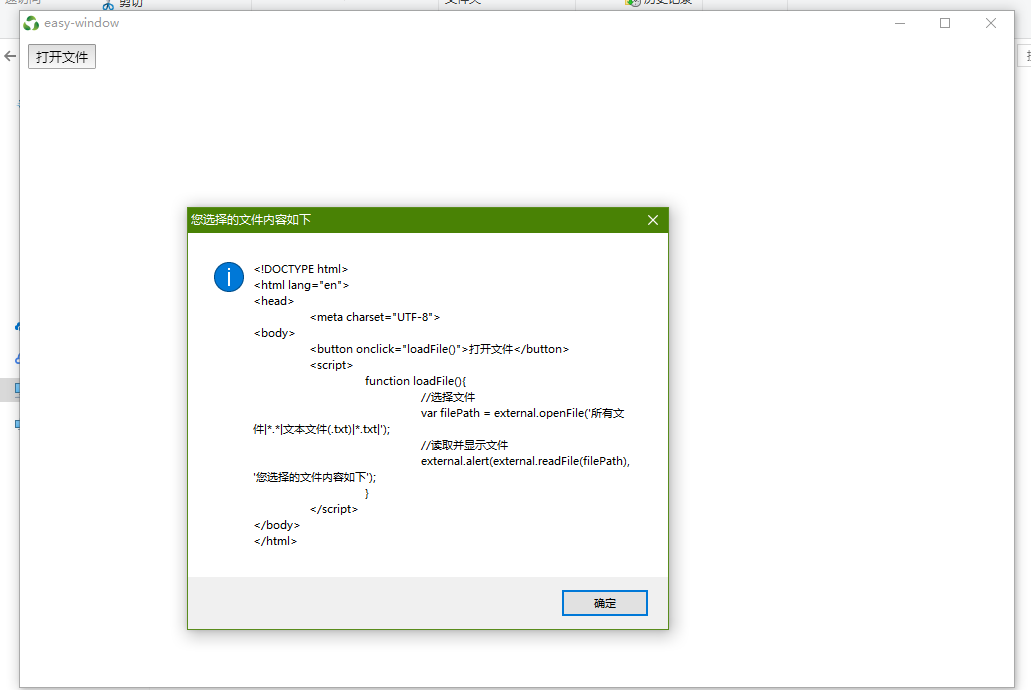 剪切
easy-window
打开文件
您选择的文件内容如下
<!DOCTYPE html>
<html lang="en">
<head>
<meta charset="UTF-8">
<body>
<button onclick="loadFile()">打开文件</button>
<script>
function loadFile(){
//选择文件
var filePath = external.openFile('所有文
件|*.*|文本文件(.txt)|*.txt|');
//读取并显示文件
external.alert(external.readFile(filePath),
'您选择的文件内容如下');
}
</script>
</body>
</html>
确定